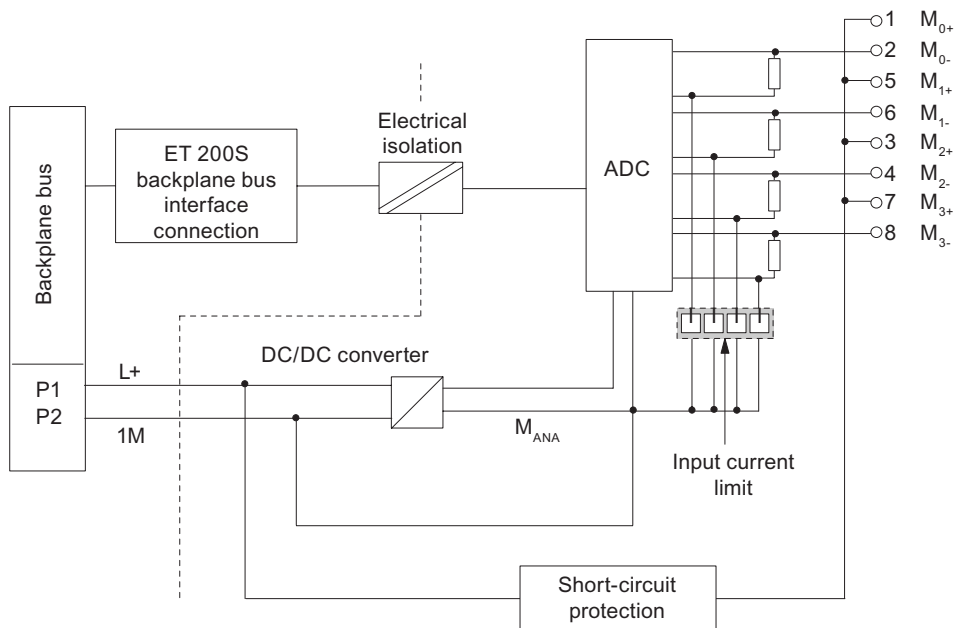 1 M0+
2 M0-
5 M1+
6 M1-
3 M2+
4 M2-
7 M3+
8 M3-
Backplane bus
ET 200S
backplane bus
interface
connection
Electrical
isolation
ADC
DC/DC converter
P1
P2
L+
1M
MANA
Input current
limit
Short-circuit
protection